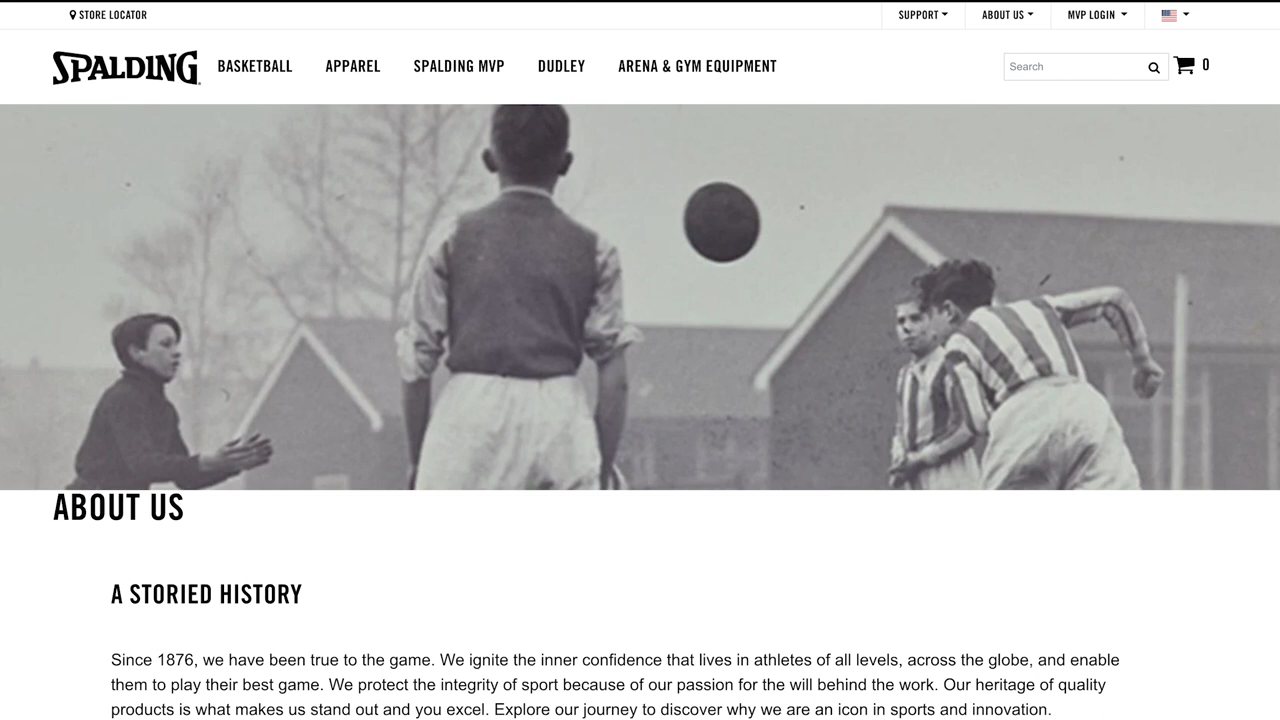 STORE LOCATOR
SUPPORT
ABOUT US
MVP LOGIN
SPALDING
BASKETBALL
APPAREL
SPALDING MVP
DUDLEY
ARENA & GYM EQUIPMENT
Search
0
ABOUT US
A STORIED HISTORY
Since 1876, we have been true to the game. We ignite the inner confidence that lives in athletes of all levels, across the globe, and enable
them to play their best game. We protect the integrity of sport because of our passion for the will behind the work. Our heritage of quality
products is what makes us stand out and you excel. Explore our journey to discover why we are an icon in sports and innovation.